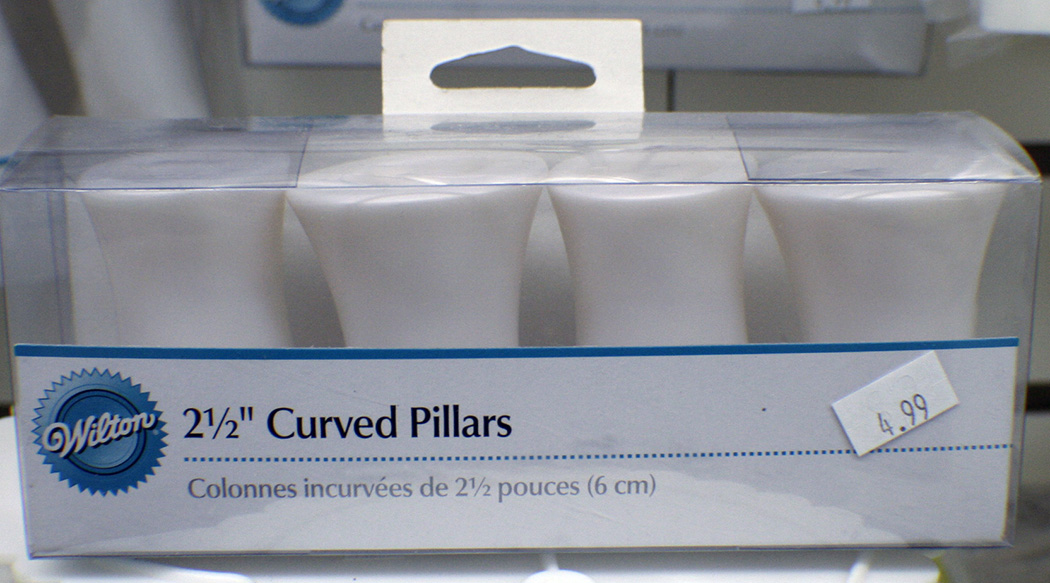 Wilton
2½" Curved Pillars
4.99
Colonnes incurvées de 2½ pouces (6 cm)